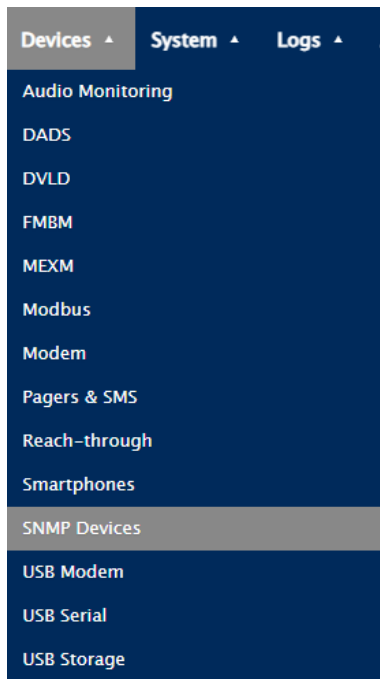 Devices ▲ System ▲ Logs ▲
Audio Monitoring
DADS
DVLD
FMBM
MEXM
Modbus
Modem
Pagers & SMS
Reach-through
Smartphones
SNMP Devices
USB Modem
USB Serial
USB Storage